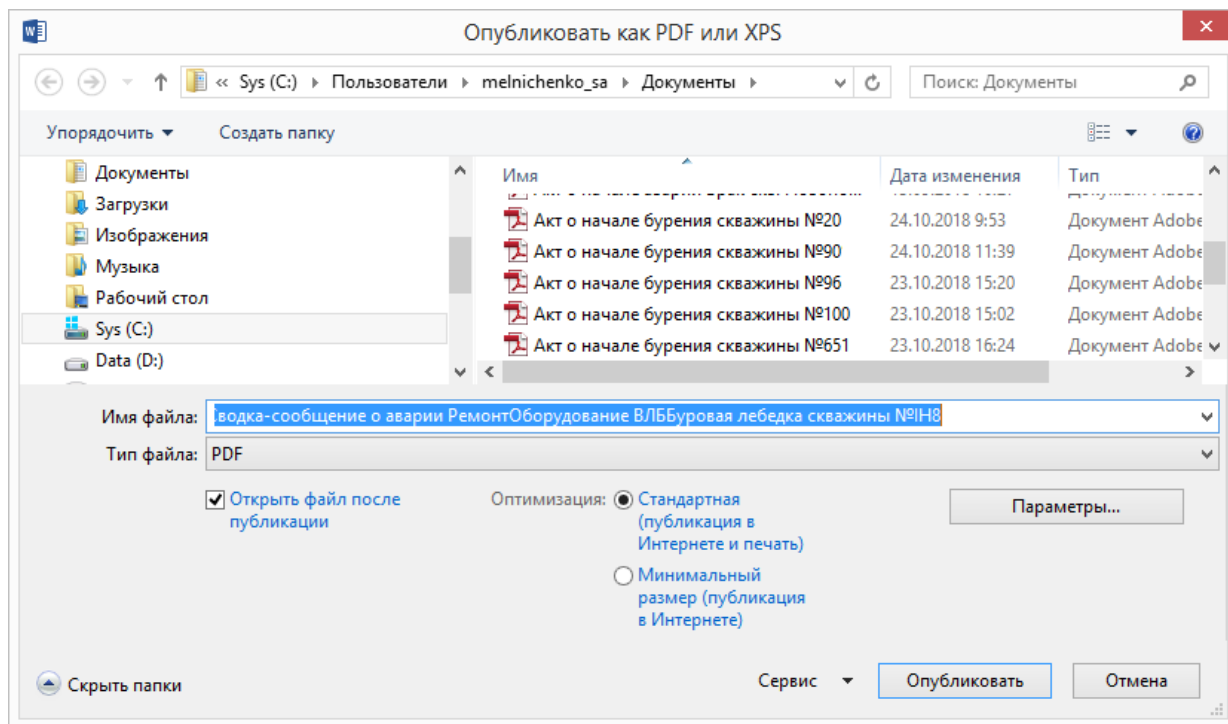 Опубликовать как PDF или XPS
« Sys (C:) Пользователи melnichenko_sa Документы
Поиск: Документы
Упорядочить
Создать папку
Документы
Загрузки
Изображения
Музыка
Рабочий стол
Sys (C:)
Data (D:)
Имя Дата изменения Тип
Акт о начале бурения скважины №20 24.10.2018 9:53 Документ Adobe
Акт о начале бурения скважины №90 24.10.2018 11:39 Документ Adobe
Акт о начале бурения скважины №96 23.10.2018 15:20 Документ Adobe
Акт о начале бурения скважины №100 23.10.2018 15:02 Документ Adobe
Акт о начале бурения скважины №651 23.10.2018 16:24 Документ Adobe
Имя файла: Сводка-сообщение о аварии РемонтОборудование ВЛББуровая лебедка скважины №IH8
Тип файла: PDF
Открыть файл после
публикации
Оптимизация: Стандартная
(публикация в
Интернете и печать)
Минимальный
размер (публикация
в Интернете)
Параметры...
Скрыть папки
Сервис
Опубликовать
Отмена